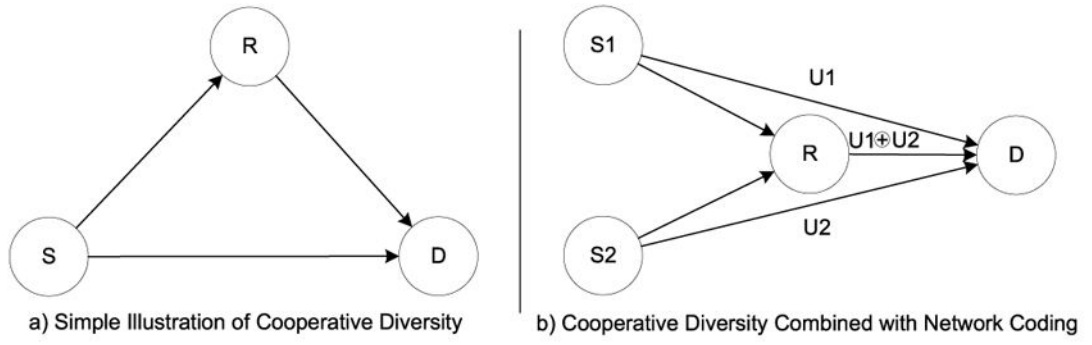 R
S
D
a) Simple Illustration of Cooperative Diversity
S1
U1
R
U1⊕U2
D
U2
S2
b) Cooperative Diversity Combined with Network Coding